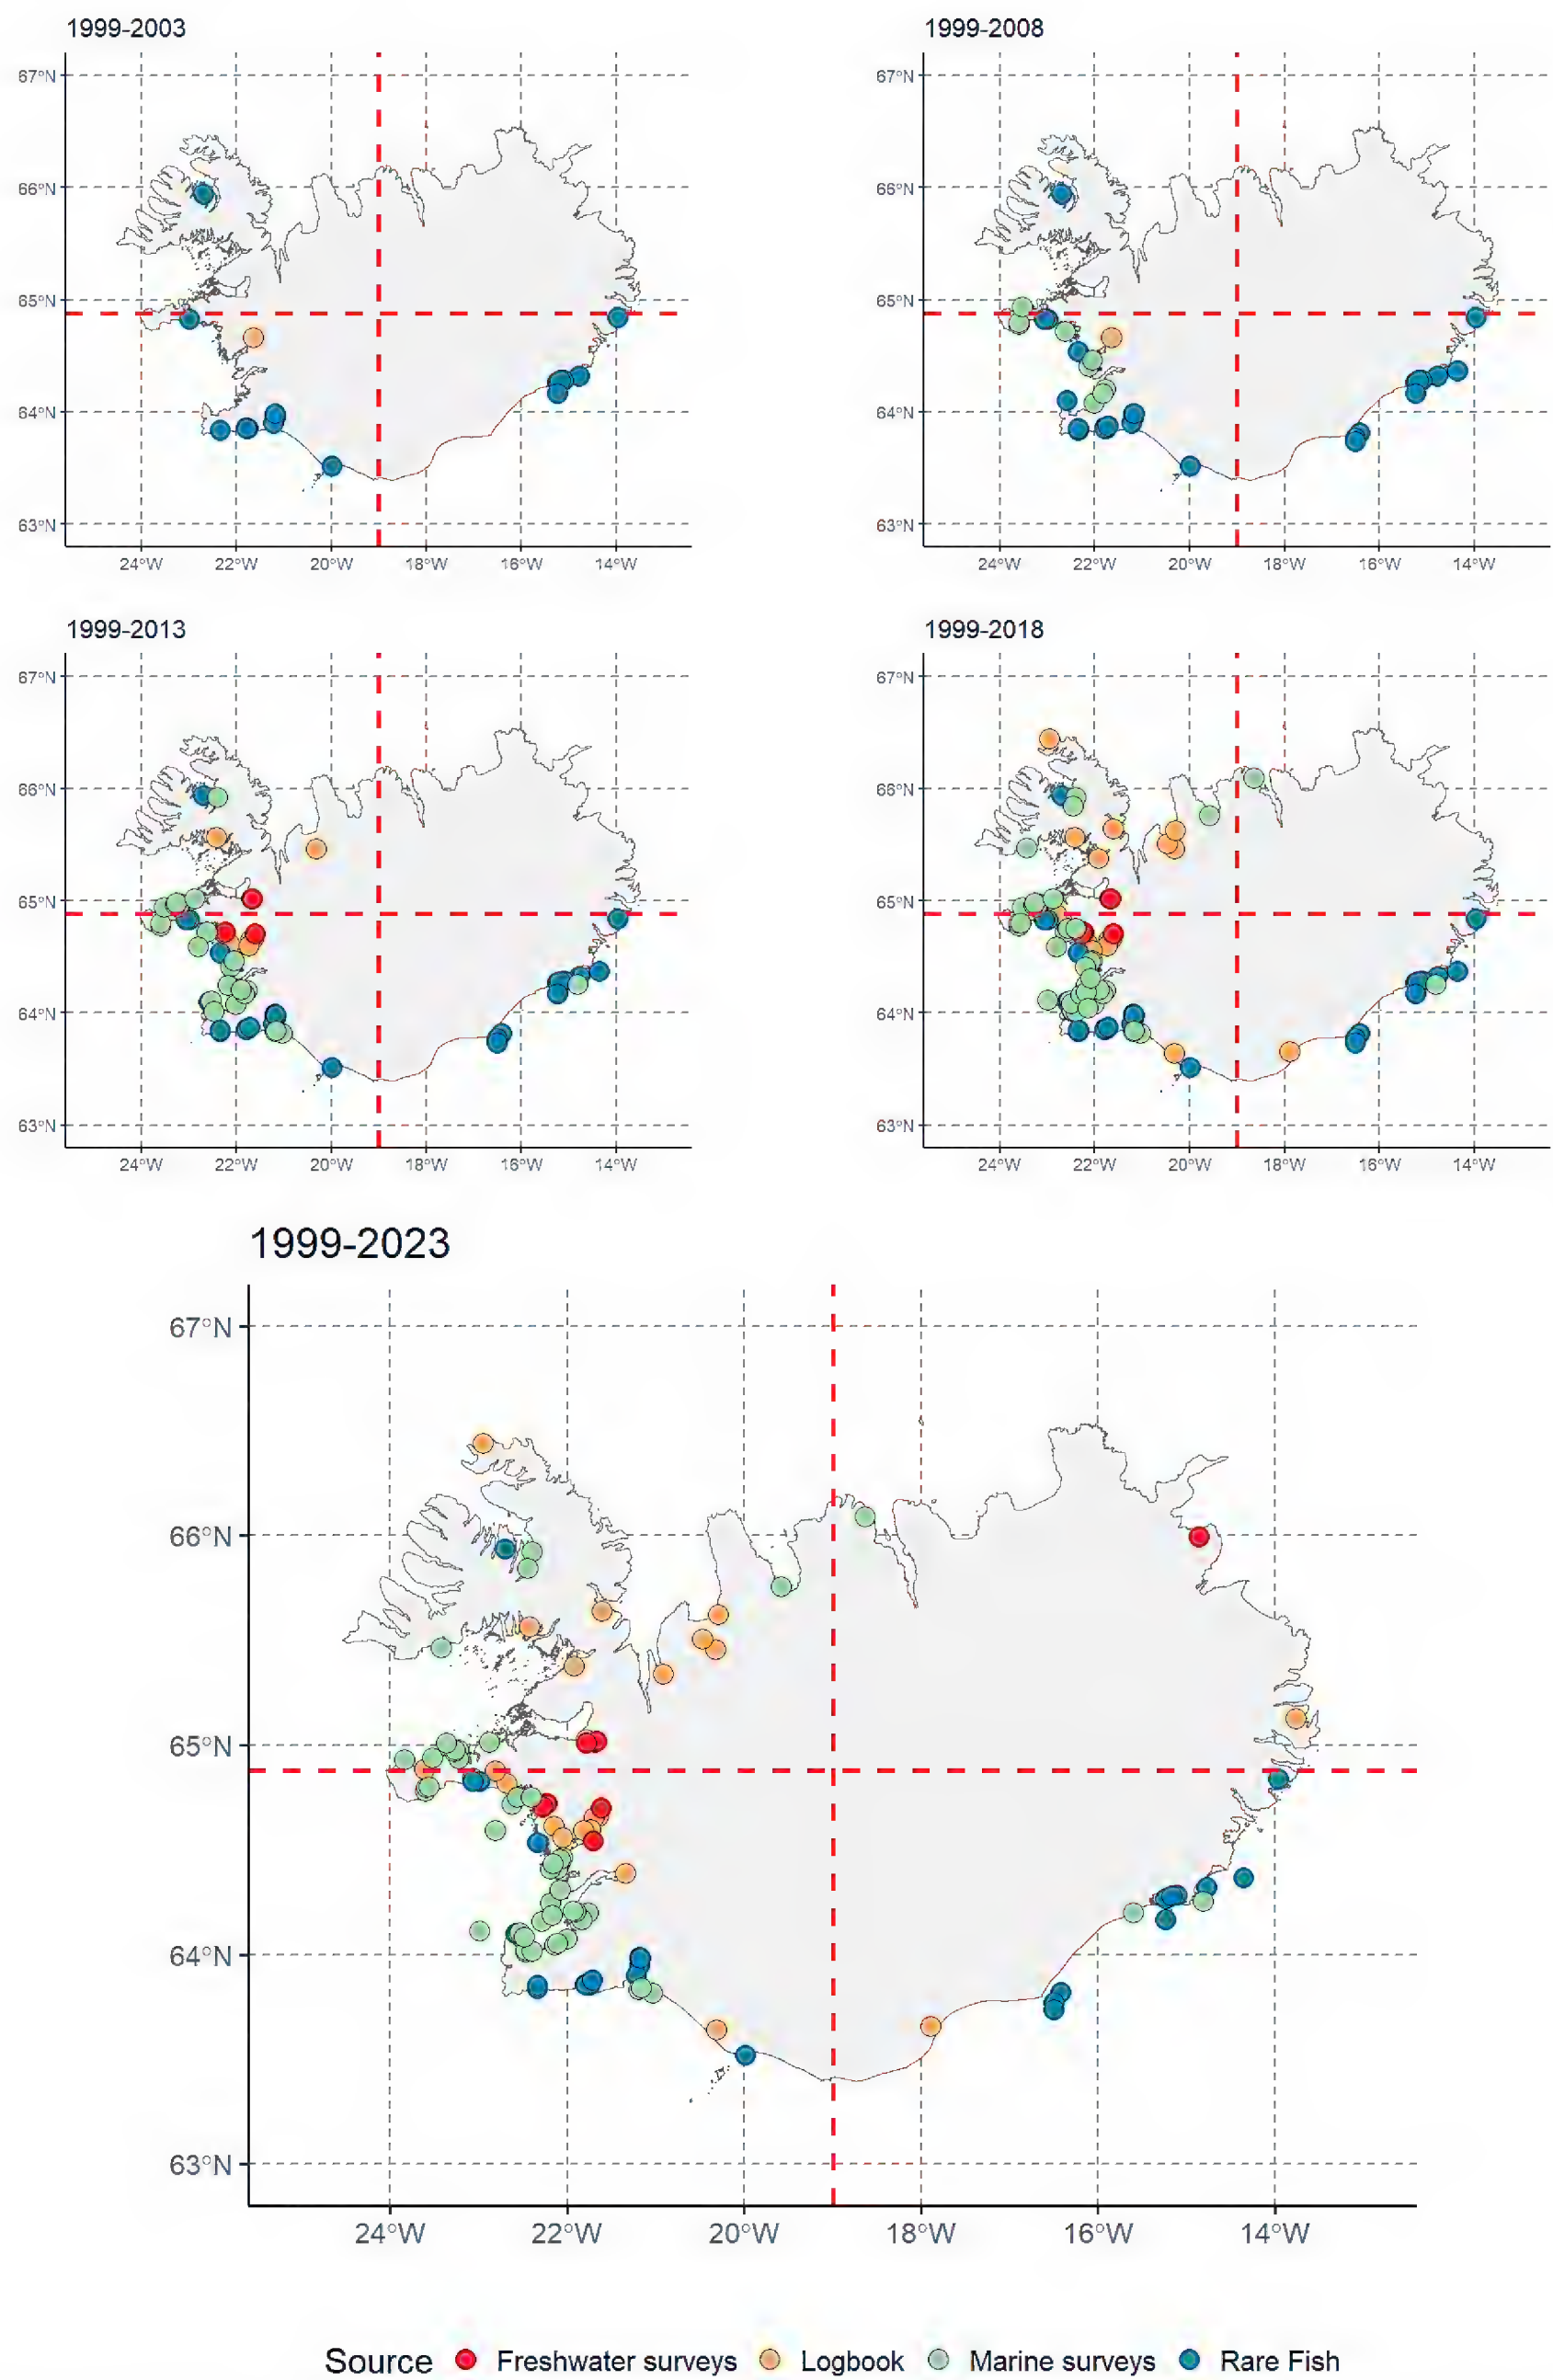 1999-2003
1999-2008
67°N
66°N
65°N
64°N
63°N
24°W 22°W 20°W 18°W 16°W 14°W
67°N
66°N
65°N
64°N
63°N
24°W 22°W 20°W 18°W 16°W 14°W
1999-2013
1999-2018
67°N
66°N
65°N
64°N
63°N
24°W 22°W 20°W 18°W 16°W 14°W
67°N
66°N
65°N
64°N
63°N
24°W 22°W 20°W 18°W 16°W 14°W
1999-2023
67°N
66°N
65°N
64°N
63°N
24°W 22°W 20°W 18°W 16°W 14°W
Source Freshwater surveys Logbook Marine surveys Rare Fish